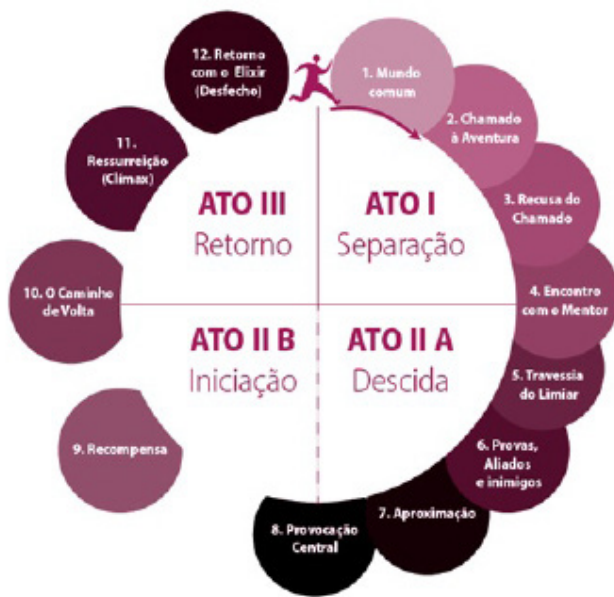 1. Mundo
comum
2. Chamado
à Aventura
3. Recusa do
Chamado
4. Encontro
com o Mentor
5. Travessia
do Limiar
6. Provas,
Aliados
e inimigos
7. Aproximação
8. Provocação
Central
9. Recompensa
10. O Caminho
de Volta
11.
Ressurreição
(Clímax)
12. Retorno
com o Elixir
(Desfecho)
ATO I
Separação
ATO II A
Descida
ATO II B
Iniciação
ATO III
Retorno